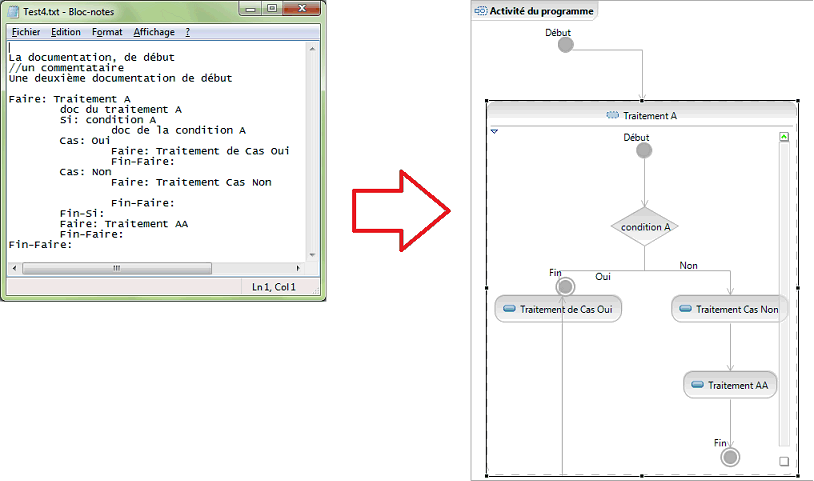 Test4.txt - Bloc-notes
Fichier Edition Format Affichage ?
La documentation, de début
//un commentataire
Une deuxième documentation de début
Faire: Traitement A
doc du traitement A
Si: condition A
doc de la condition A
Cas: Oui
Faire: Traitement de Cas Oui
Fin-Faire:
Cas: Non
Faire: Traitement Cas Non
Fin-Faire:
Fin-Si:
Faire: Traitement AA
Fin-Faire:
Fin-Faire:
Ln 1, Col 1
Activité du programme
Début
Traitement A
Début
condition A
Fin
Oui
Non
Traitement de Cas Oui
Traitement Cas Non
Traitement AA
Fin